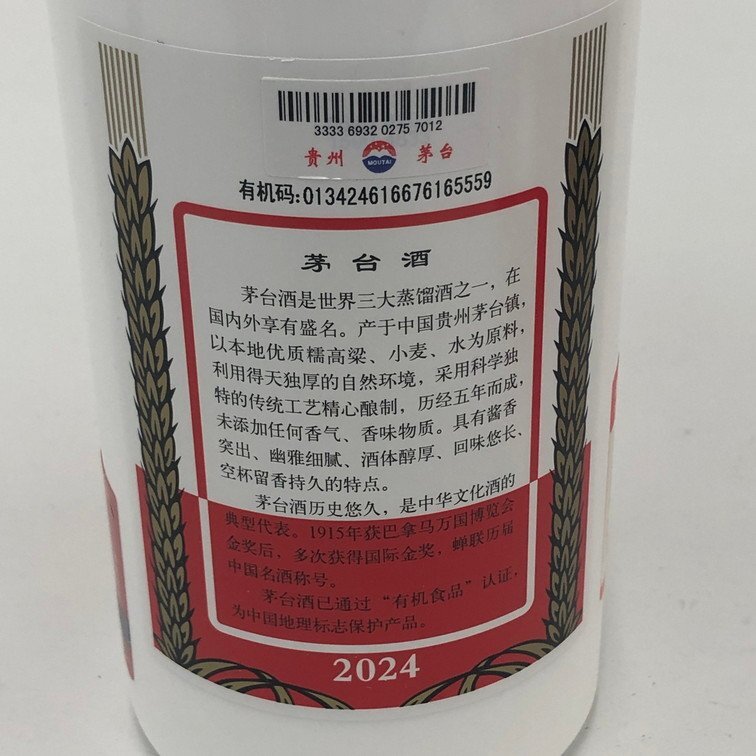 3333 6932 0275 7012
贵州 MOUTAI 茅台
有机码:013424616676165559
茅台酒
茅台酒是世界三大蒸馏酒之一，在
国内外享有盛名。产于中国贵州茅台镇，
以本地优质糯高粱、小麦、水为原料，
利用得天独厚的自然环境，采用科学独
特的传统工艺精心酿制，历经五年而成，
未添加任何香气、香味物质。具有酱香
突出、幽雅细腻、酒体醇厚、回味悠长、
空杯留香持久的特点。
茅台酒历史悠久，是中华文化酒的
典型代表。1915年获巴拿马万国博览会
金奖后，多次获得国际金奖，蝉联历届
中国名酒称号。
茅台酒已通过“有机食品”认证，
为中国地理标志保护产品。
2024